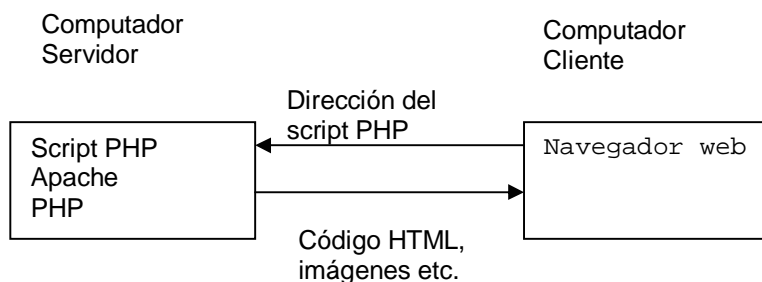 Computador
Servidor
Computador
Cliente
Dirección del
script PHP
Script PHP
Apache
PHP
Navegador web
Código HTML,
imágenes etc.